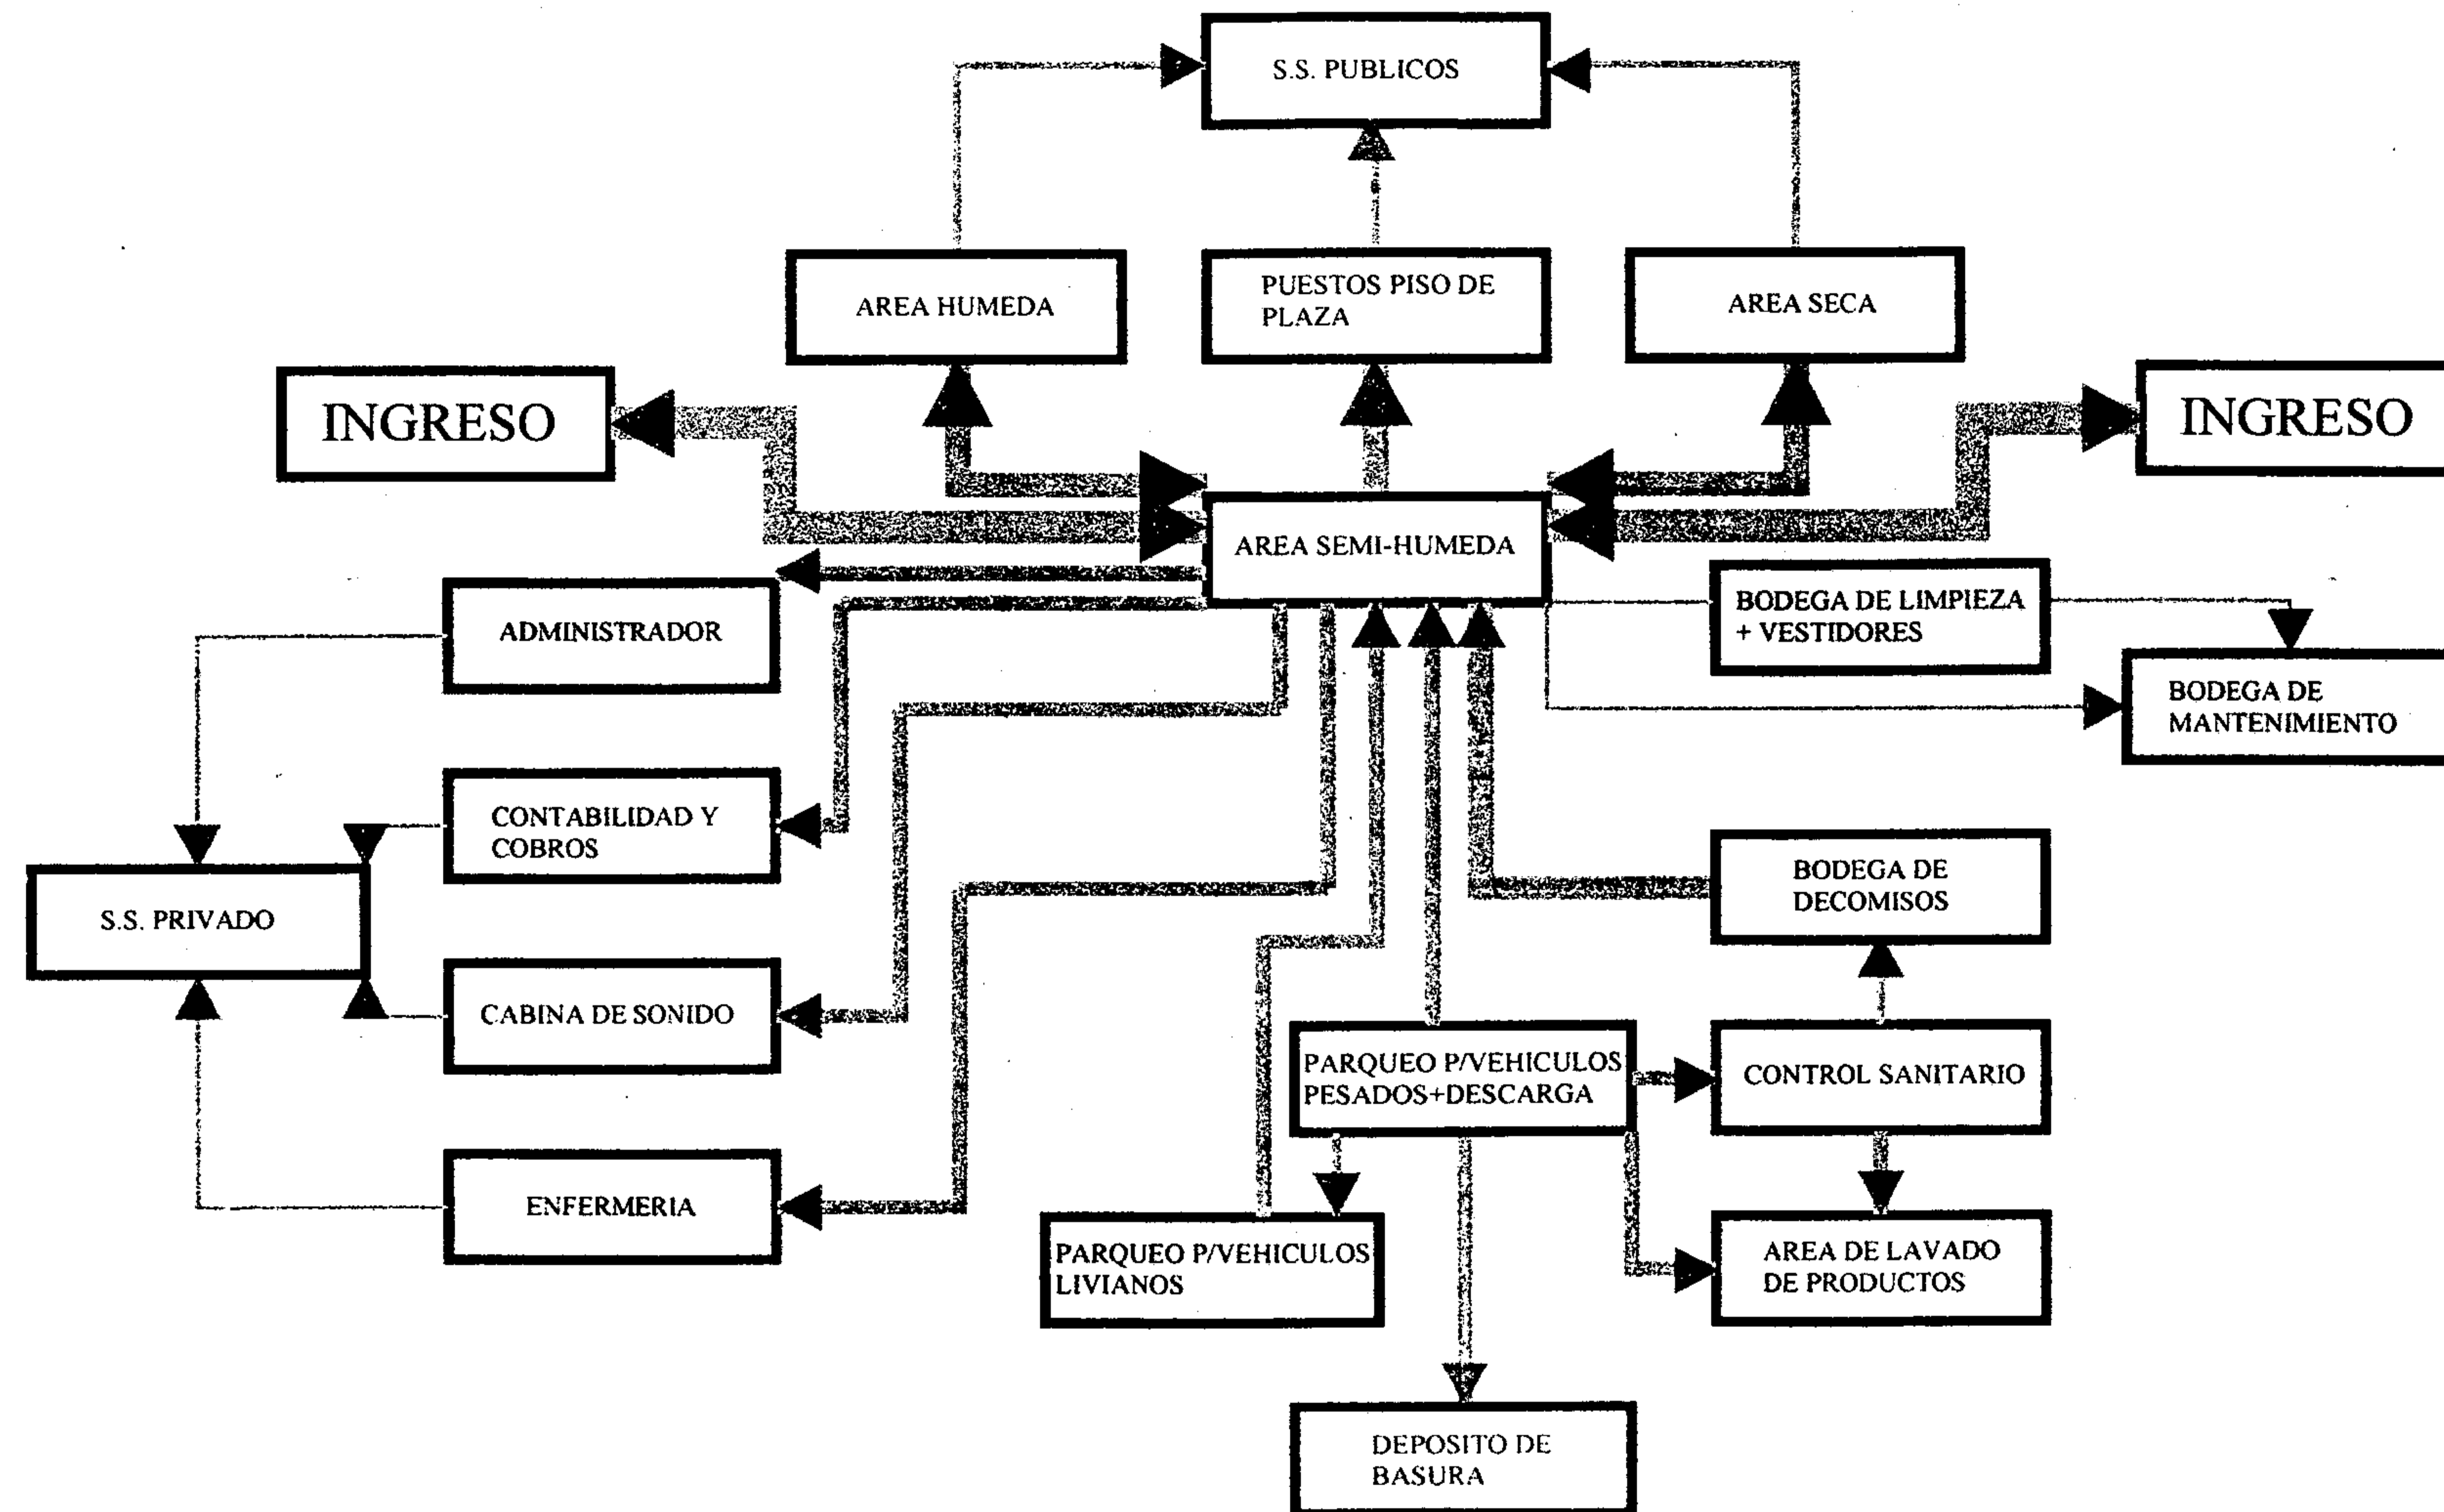 S.S. PUBLICOS
AREA HUMEDA
PUESTOS PISO DE
PLAZA
AREA SECA
INGRESO
INGRESO
AREA SEMI-HUMEDA
ADMINISTRADOR
BODEGA DE LIMPIEZA
+ VESTIDORES
BODEGA DE
MANTENIMIENTO
CONTABILIDAD Y
COBROS
S.S. PRIVADO
BODEGA DE
DECOMISOS
CABINA DE SONIDO
PARQUEO P/VEHICULOS
PESADOS+DESCARGA
CONTROL SANITARIO
ENFERMERIA
PARQUEO P/VEHICULOS
LIVIANOS
AREA DE LAVADO
DE PRODUCTOS
DEPOSITO DE
BASURA